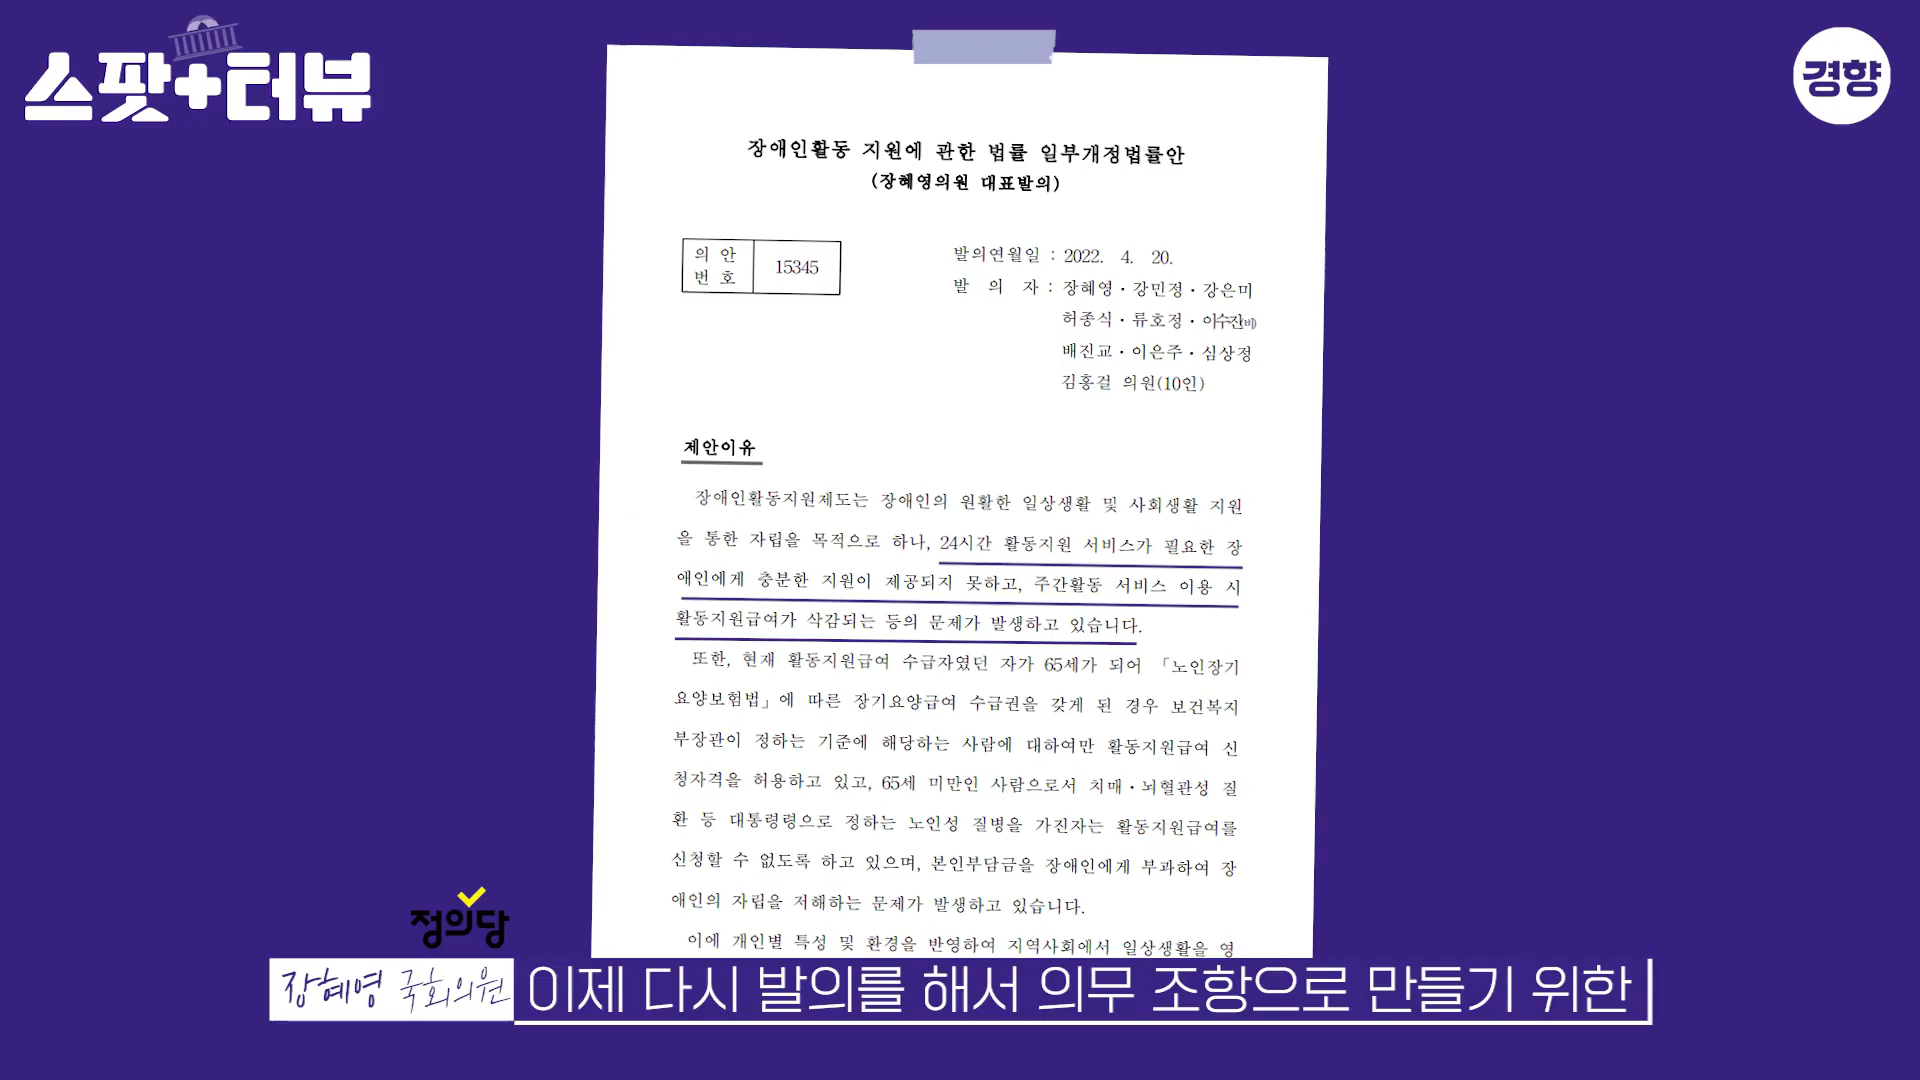 스팟+터뷰
경향
장애인활동 지원에 관한 법률 일부개정법률안
(장혜영의원 대표발의)
의 안
번 호
15345
발의연월일 : 2022. 4. 20.
발 의 자 : 장혜영·강민정·강은미
허종식·류호정·이수진(비)
배진교·이은주·심상정
김홍걸 의원(10인)
제안이유
장애인활동지원제도는 장애인의 원활한 일상생활 및 사회생활 지원
을 통한 자립을 목적으로 하나, 24시간 활동지원 서비스가 필요한 장
애인에게 충분한 지원이 제공되지 못하고, 주간활동 서비스 이용 시
활동지원급여가 삭감되는 등의 문제가 발생하고 있습니다.
또한, 현재 활동지원급여 수급자였던 자가 65세가 되어 「노인장기
요양보험법」에 따른 장기요양급여 수급권을 갖게 된 경우 보건복지
부장관이 정하는 기준에 해당하는 사람에 대하여만 활동지원급여 신
청자격을 허용하고 있고, 65세 미만인 사람으로서 치매·뇌혈관성 질
환 등 대통령령으로 정하는 노인성 질병을 가진자는 활동지원급여를
신청할 수 없도록 하고 있으며, 본인부담금을 장애인에게 부과하여 장
애인의 자립을 저해하는 문제가 발생하고 있습니다.
이에 개인별 특성 및 환경을 반영하여 지역사회에서 일상생활을 영
정의당
장혜영 국회의원
이제 다시 발의를 해서 의무 조항으로 만들기 위한